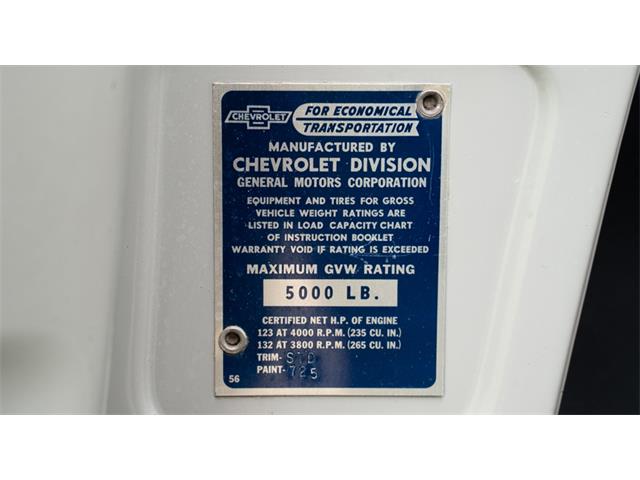 CHEVROLET
FOR ECONOMICAL
TRANSPORTATION
MANUFACTURED BY
CHEVROLET DIVISION
GENERAL MOTORS CORPORATION
EQUIPMENT AND TIRES FOR GROSS
VEHICLE WEIGHT RATINGS ARE
LISTED IN LOAD CAPACITY CHART
OF INSTRUCTION BOOKLET
WARRANTY VOID IF RATING IS EXCEEDED
MAXIMUM GVW RATING
5000 LB.
CERTIFIED NET H.P. OF ENGINE
123 AT 4000 R.P.M. (235 CU. IN.)
132 AT 3800 R.P.M. (265 CU. IN.)
TRIM- STD
PAINT- 725
56